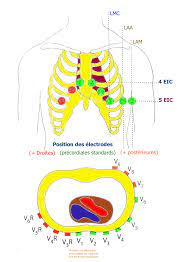 LMC
LAA
LAM
4 EIC
5 EIC
Position des électrodes
(+ Droites) (précordiales standards) (+ postérieures)
V9
V8
V7
V6
V5
V4
V3
V2
V1
V3R
V4R
V5R
V6R